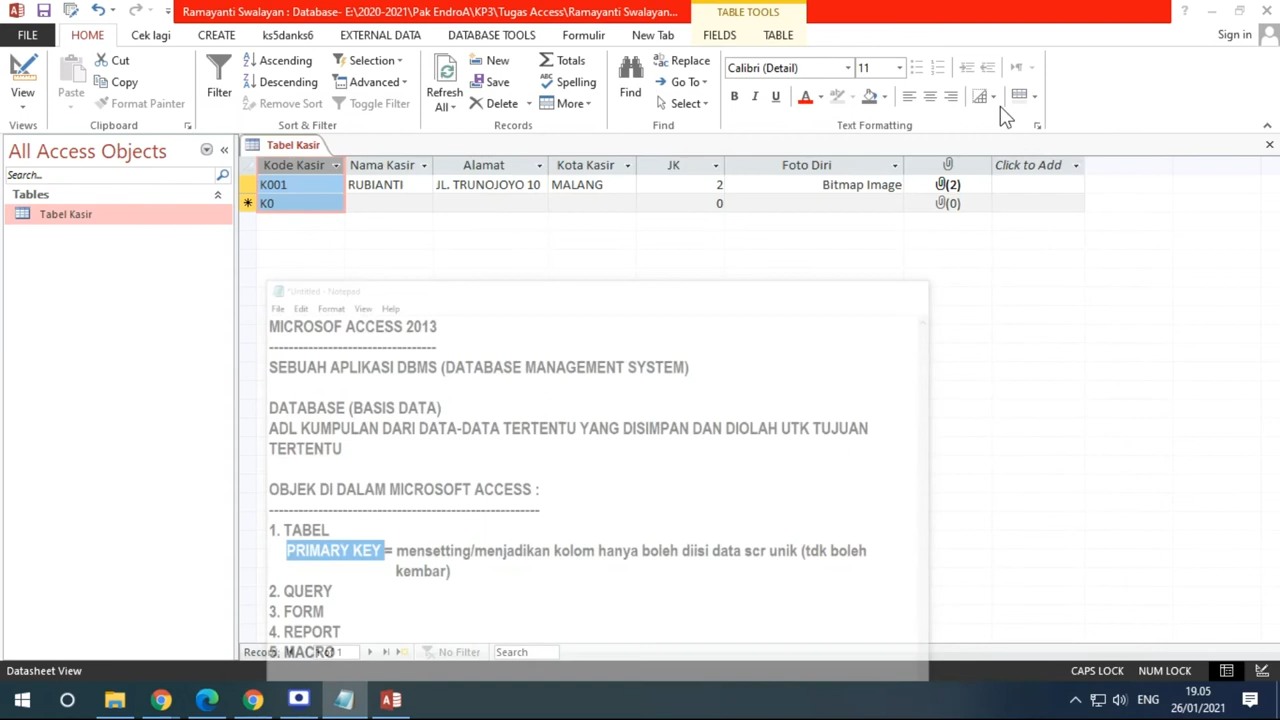 Ramayanti Swalayan : Database- E:\2020-2021\Pak EndroA\KP3\Tugas Access\Ramayanti Swalayan...
TABLE TOOLS
FILE
HOME
Cek lagi
CREATE
ks5danks6
EXTERNAL DATA
DATABASE TOOLS
Formulir
New Tab
FIELDS
TABLE
Sign in
View
Views
Paste
Cut
Copy
Format Painter
Clipboard
Filter
Ascending
Descending
Remove Sort
Selection
Advanced
Toggle Filter
Sort & Filter
Refresh
All
New
Save
Delete
Totals
Spelling
More
Records
Find
Replace
Go To
Select
Find
Calibri (Detail)
11
B I U A
Text Formatting
All Access Objects
Search...
Tables
Tabel Kasir
Tabel Kasir
Kode Kasir Nama Kasir Alamat Kota Kasir JK Foto Diri Click to Add
K001 RUBIANTI JL. TRUNOJOYO 10 MALANG 2 Bitmap Image (2)
K0 0 (0)
*Untitled - Notepad
File Edit Format View Help
MICROSOF ACCESS 2013
----------------------------------
SEBUAH APLIKASI DBMS (DATABASE MANAGEMENT SYSTEM)
DATABASE (BASIS DATA)
ADL KUMPULAN DARI DATA-DATA TERTENTU YANG DISIMPAN DAN DIOLAH UTK TUJUAN
TERTENTU
OBJEK DI DALAM MICROSOFT ACCESS :
-------------------------------------------------------
1. TABEL
PRIMARY KEY = mensetting/menjadikan kolom hanya boleh diisi data scr unik (tdk boleh
kembar)
2. QUERY
3. FORM
4. REPORT
5. MACRO
1
No Filter
Search
Datasheet View
CAPS LOCK
NUM LOCK
ENG
19.05
26/01/2021